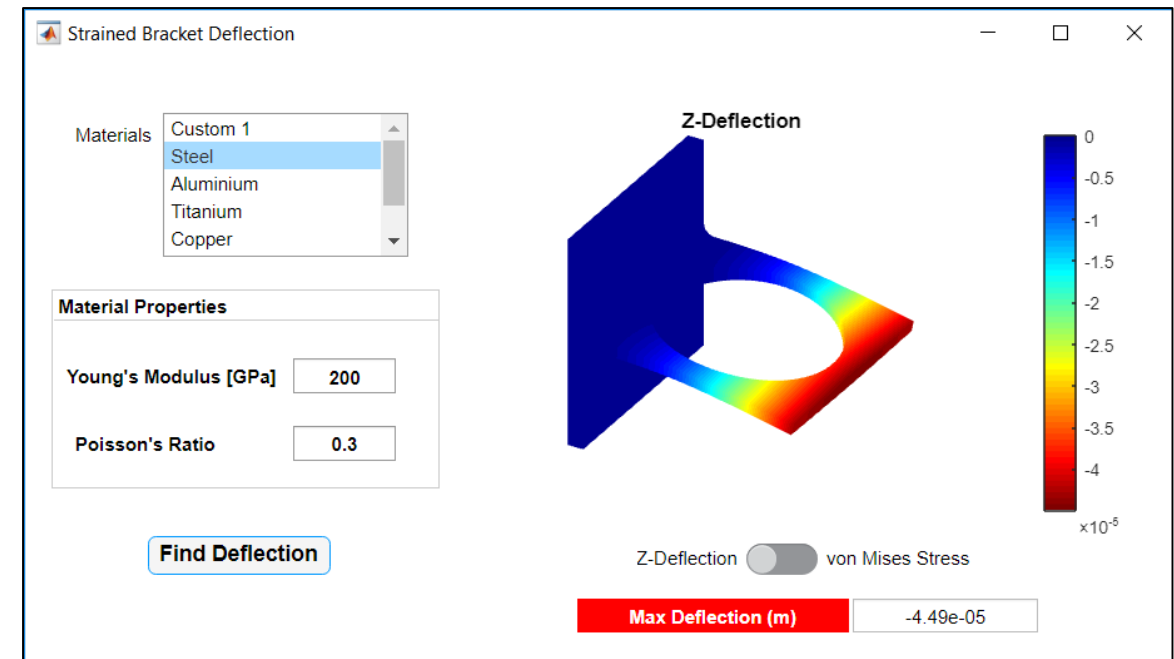 Strained Bracket Deflection
Materials
Custom 1
Steel
Aluminium
Titanium
Copper
Material Properties
Young's Modulus [GPa] 200
Poisson's Ratio 0.3
Find Deflection
Z-Deflection
0
-0.5
-1
-1.5
-2
-2.5
-3
-3.5
-4
×10-5
Z-Deflection von Mises Stress
Max Deflection (m) -4.49e-05